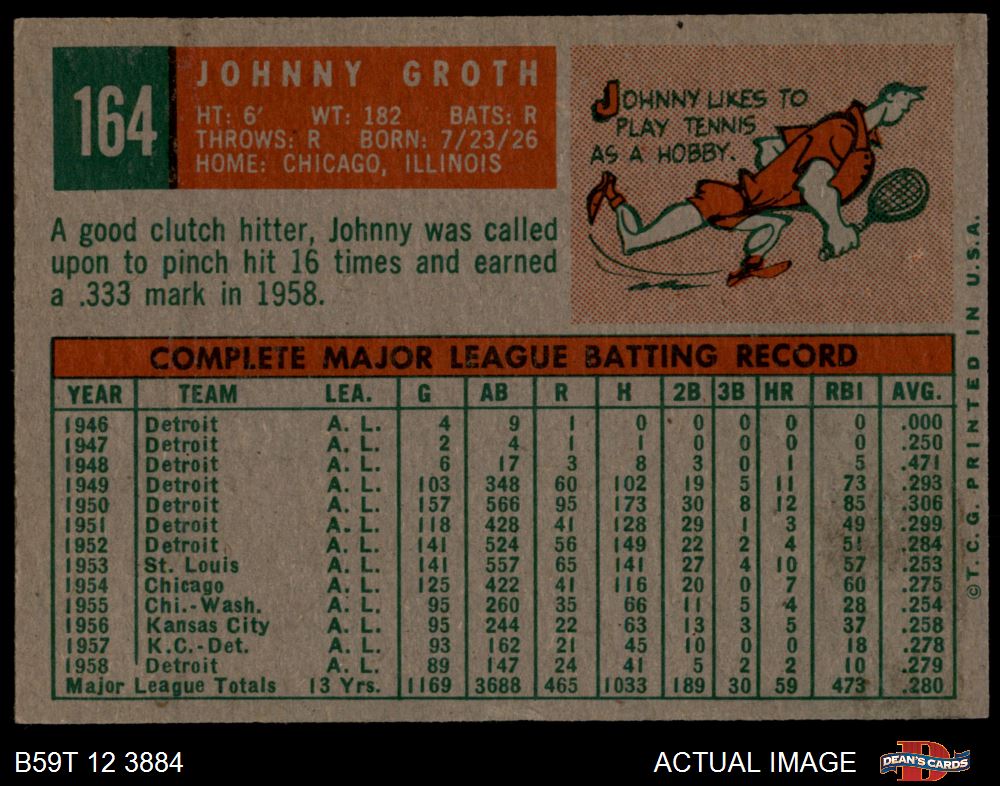 164
JOHNNY GROTH
HT: 6' WT: 182 BATS: R
THROWS: R BORN: 7/23/26
HOME: CHICAGO, ILLINOIS
JOHNNY LIKES TO
PLAY TENNIS
AS A HOBBY.
A good clutch hitter, Johnny was called
upon to pinch hit 16 times and earned
a .333 mark in 1958.
COMPLETE MAJOR LEAGUE BATTING RECORD
YEAR TEAM LEA. G AB R H 2B 3B HR RBI AVG.
1946 Detroit A. L. 4 9 1 0 0 0 0 0 .000
1947 Detroit A. L. 2 4 1 1 0 0 0 0 .250
1948 Detroit A. L. 6 17 3 8 3 0 1 5 .471
1949 Detroit A. L. 103 348 60 102 19 5 11 73 .293
1950 Detroit A. L. 157 566 95 173 30 8 12 85 .306
1951 Detroit A. L. 118 428 41 128 29 1 3 49 .299
1952 Detroit A. L. 141 524 56 149 22 2 4 51 .284
1953 St. Louis A. L. 141 557 65 141 27 4 10 57 .253
1954 Chicago A. L. 125 422 41 116 20 0 7 60 .275
1955 Chi.-Wash. A. L. 95 260 35 66 11 5 4 28 .254
1956 Kansas City A. L. 95 244 22 63 13 3 5 37 .258
1957 K.C.-Det. A. L. 93 162 21 45 10 0 0 18 .278
1958 Detroit A. L. 89 147 24 41 5 2 2 10 .279
Major League Totals 13 Yrs. 1169 3688 465 1033 189 30 59 473 .280
© T. C. G. PRINTED IN U.S.A.
B59T 12 3884
ACTUAL IMAGE
D
DEAN'S CARDS